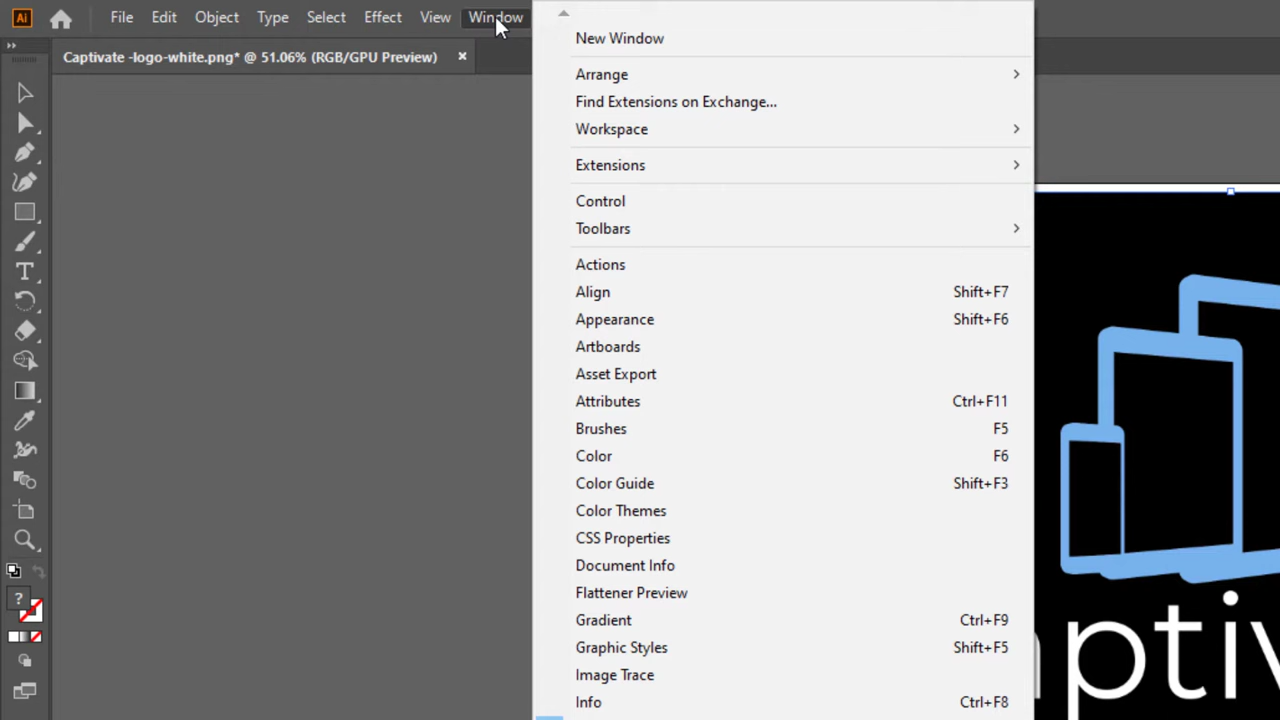 Ai File Edit Object Type Select Effect View Window
Captivate -logo-white.png* @ 51.06% (RGB/GPU Preview)
New Window
Arrange
Find Extensions on Exchange...
Workspace
Extensions
Control
Toolbars
Actions
Align Shift+F7
Appearance Shift+F6
Artboards
Asset Export
Attributes Ctrl+F11
Brushes F5
Color F6
Color Guide Shift+F3
Color Themes
CSS Properties
Document Info
Flattener Preview
Gradient Ctrl+F9
Graphic Styles Shift+F5
Image Trace
Info Ctrl+F8
?
ptiv